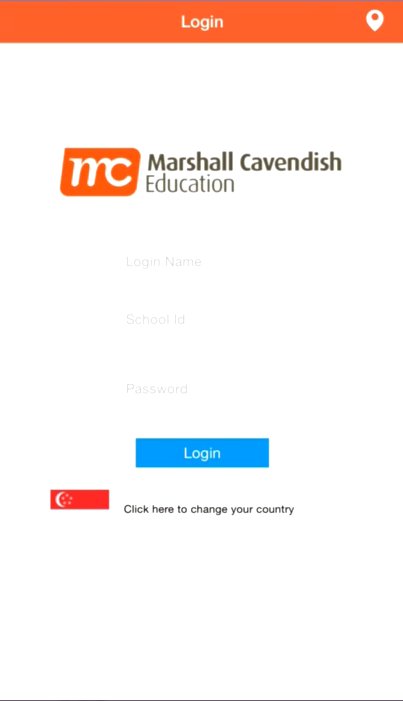 Login
mc
Marshall Cavendish
Education
Login Name
School Id
Password
Login
Click here to change your country